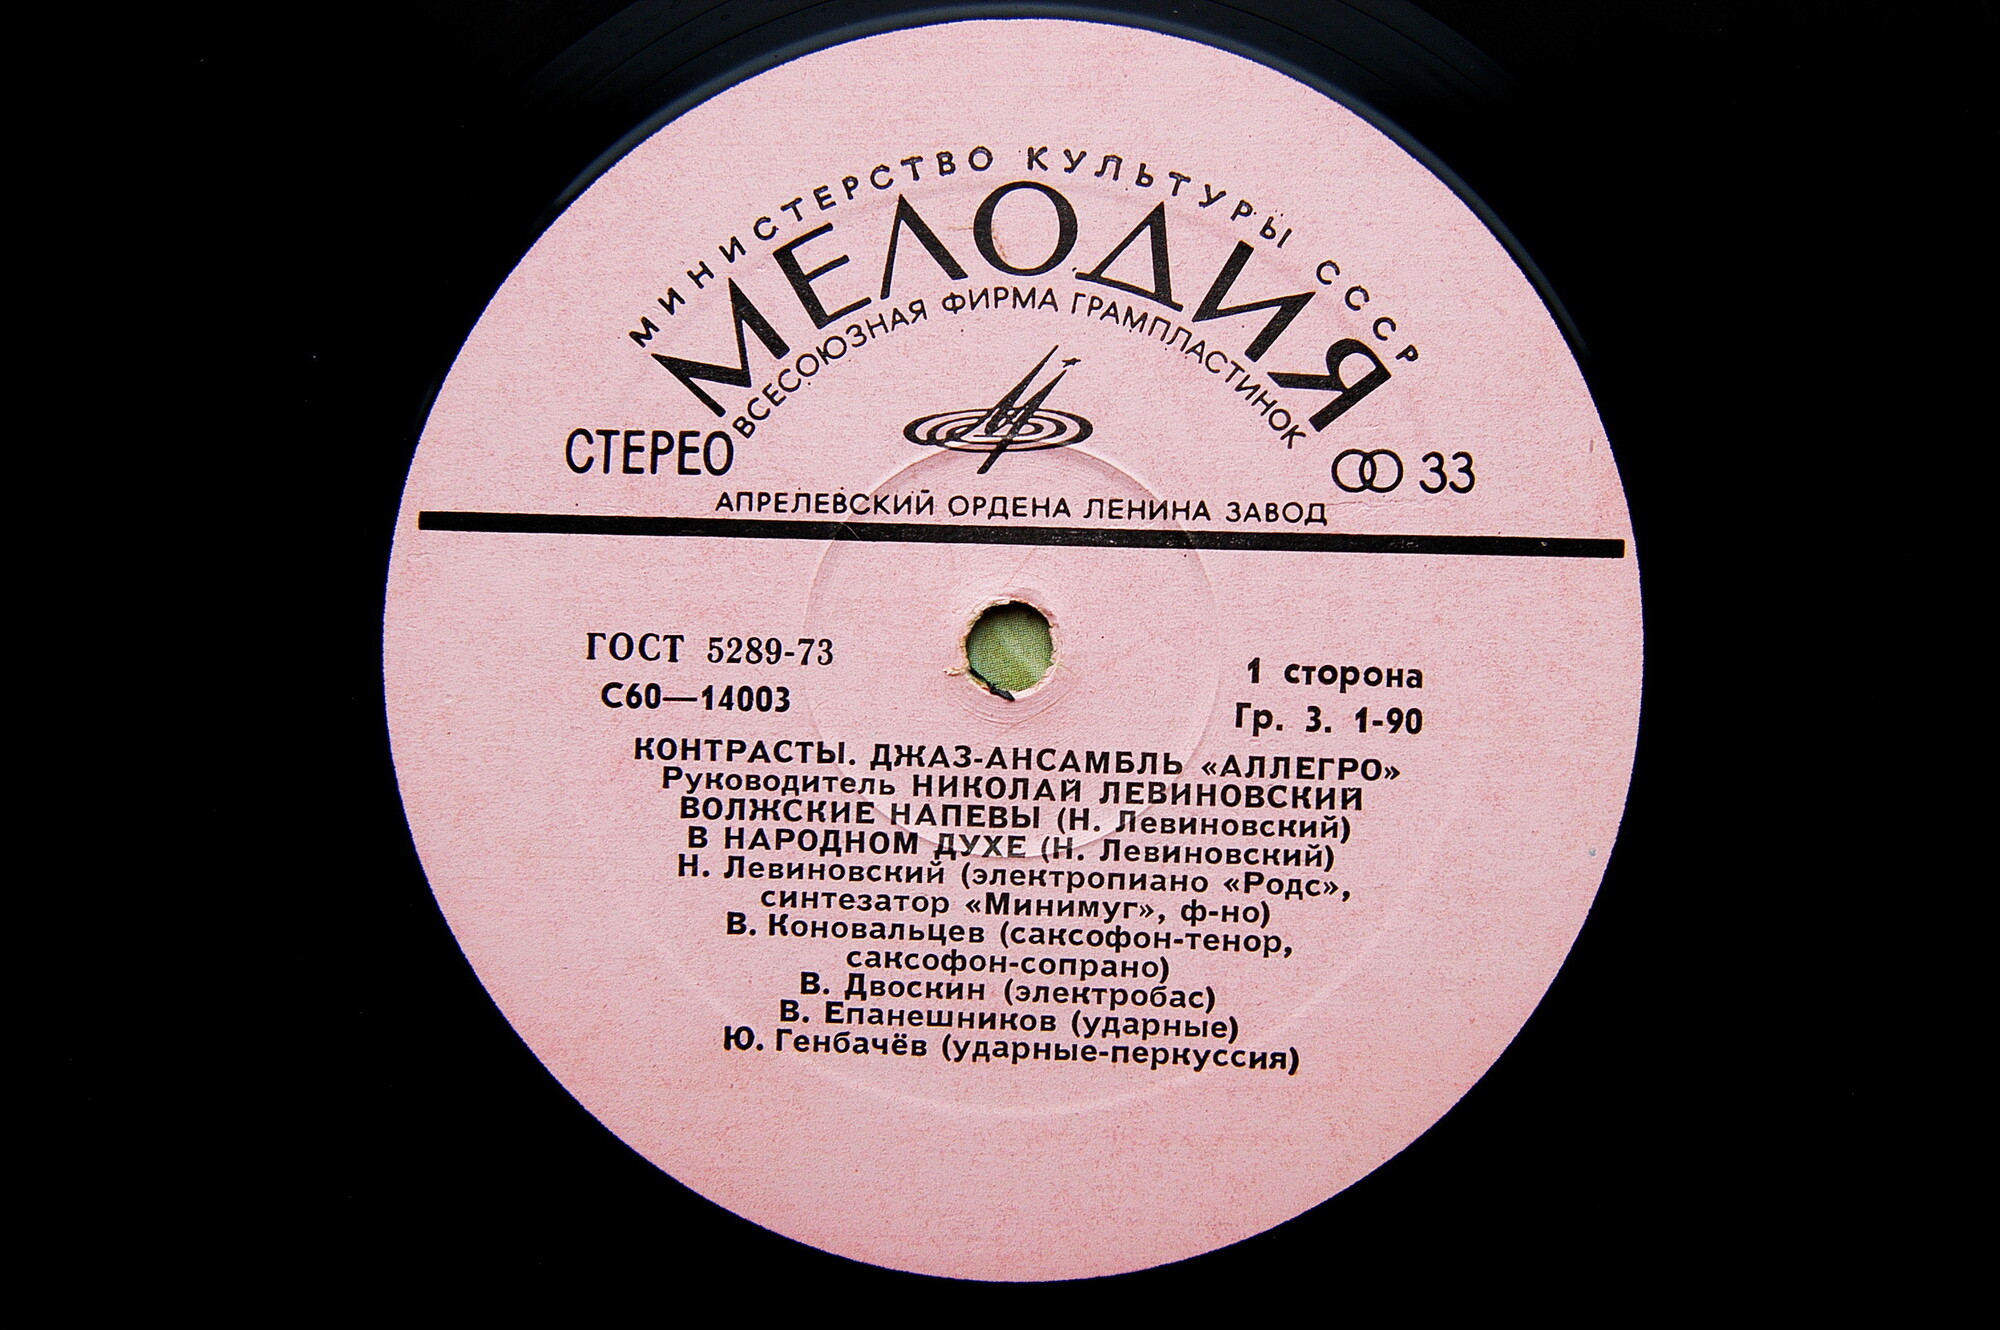 МИНИСТЕРСТВО КУЛЬТУРЫ СССР
МЕЛОДИЯ
ВСЕСОЮЗНАЯ ФИРМА ГРАМПЛАСТИНОК
СТЕРЕО
33
АПРЕЛЕВСКИЙ ОРДЕНА ЛЕНИНА ЗАВОД
ГОСТ 5289-73
С60—14003
1 сторона
Гр. 3. 1-90
КОНТРАСТЫ. ДЖАЗ-АНСАМБЛЬ «АЛЛЕГРО»
Руководитель НИКОЛАЙ ЛЕВИНОВСКИЙ
ВОЛЖСКИЕ НАПЕВЫ (Н. Левиновский)
В НАРОДНОМ ДУХЕ (Н. Левиновский)
Н. Левиновский (электропиано «Родс»,
синтезатор «Минимуг», ф-но)
В. Коновальцев (саксофон-тенор,
саксофон-сопрано)
В. Двоскин (электробас)
В. Епанешников (ударные)
Ю. Генбачёв (ударные-перкуссия)